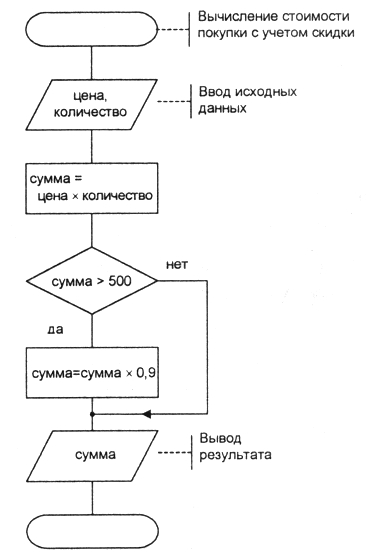 Вычисление стоимости
покупки с учетом скидки
цена,
количество
Ввод исходных
данных
сумма =
цена × количество
сумма > 500
нет
да
сумма=сумма × 0,9
сумма
Вывод
результата